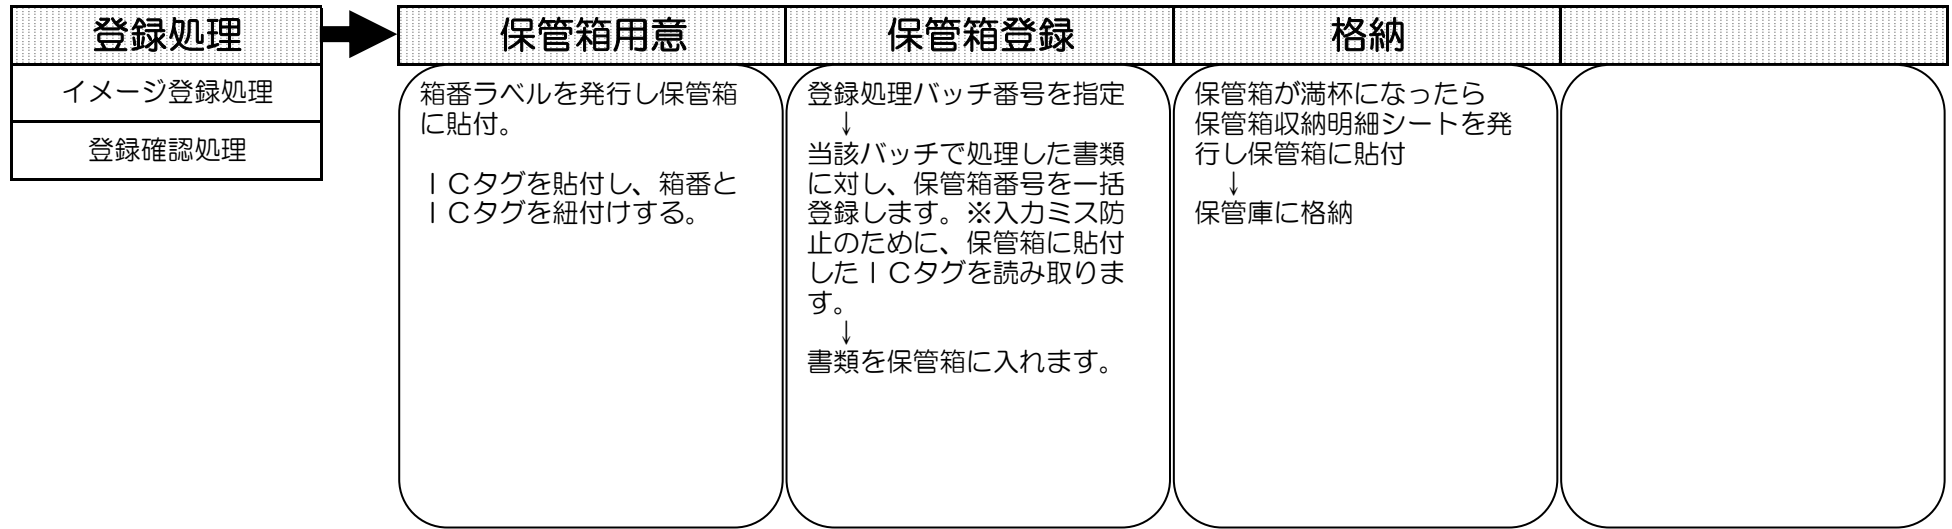 登録処理
イメージ登録処理
登録確認処理
保管箱用意
箱番ラベルを発行し保管箱
に貼付。
ＩＣタグを貼付し、箱番と
ＩＣタグを紐付けする。
保管箱登録
登録処理バッチ番号を指定
↓
当該バッチで処理した書類
に対し、保管箱番号を一括
登録します。※入力ミス防
止のために、保管箱に貼付
したＩＣタグを読み取りま
す。
↓
書類を保管箱に入れます。
格納
保管箱が満杯になったら
保管箱収納明細シートを発
行し保管箱に貼付
↓
保管庫に格納